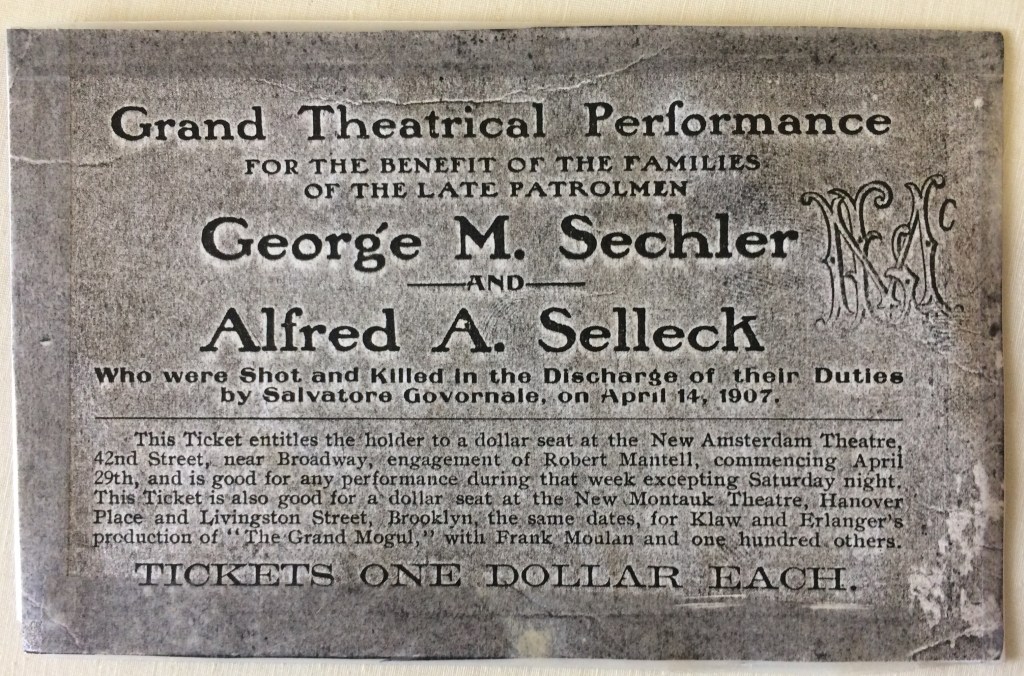 Grand Theatrical Performance
FOR THE BENEFIT OF THE FAMILIES
OF THE LATE PATROLMEN
George M. Sechler
AND
Alfred A. Selleck
Who were Shot and Killed in the Discharge of their Duties
by Salvatore Govornale, on April 14, 1907.
This Ticket entitles the holder to a dollar seat at the New Amsterdam Theatre,
42nd Street, near Broadway, engagement of Robert Mantell, commencing April
29th, and is good for any performance during that week excepting Saturday night.
This Ticket is also good for a dollar seat at the New Montauk Theatre, Hanover
Place and Livingston Street, Brooklyn, the same dates, for Klaw and Erlanger's
production of "The Grand Mogul," with Frank Moulan and one hundred others.
TICKETS ONE DOLLAR EACH.